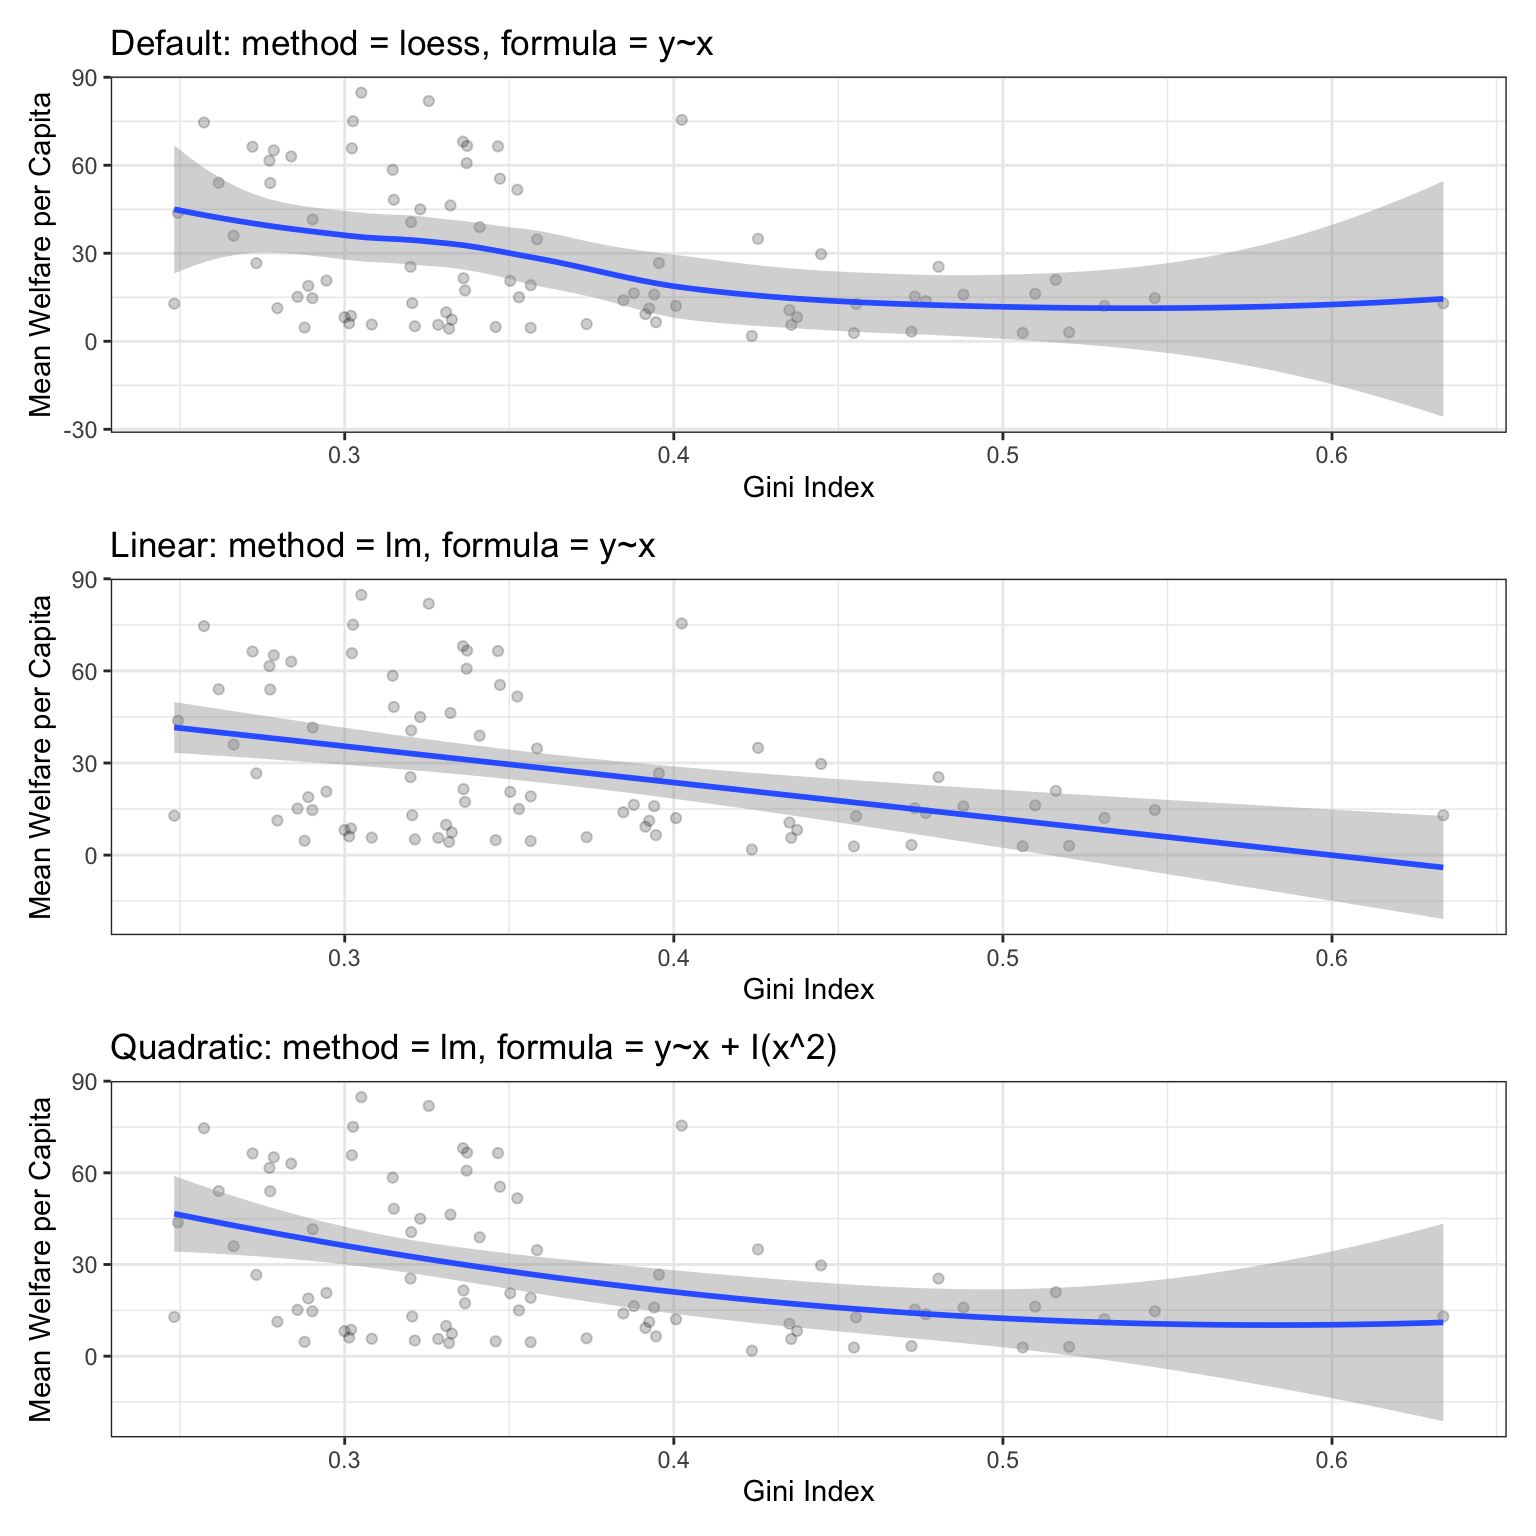 Default: method = loess, formula = y~x
Mean Welfare per Capita
90
60
30
0
-30
0.3 0.4 0.5 0.6
Gini Index
Linear: method = lm, formula = y~x
Mean Welfare per Capita
90
60
30
0
0.3 0.4 0.5 0.6
Gini Index
Quadratic: method = lm, formula = y~x + I(x^2)
Mean Welfare per Capita
90
60
30
0
0.3 0.4 0.5 0.6
Gini Index